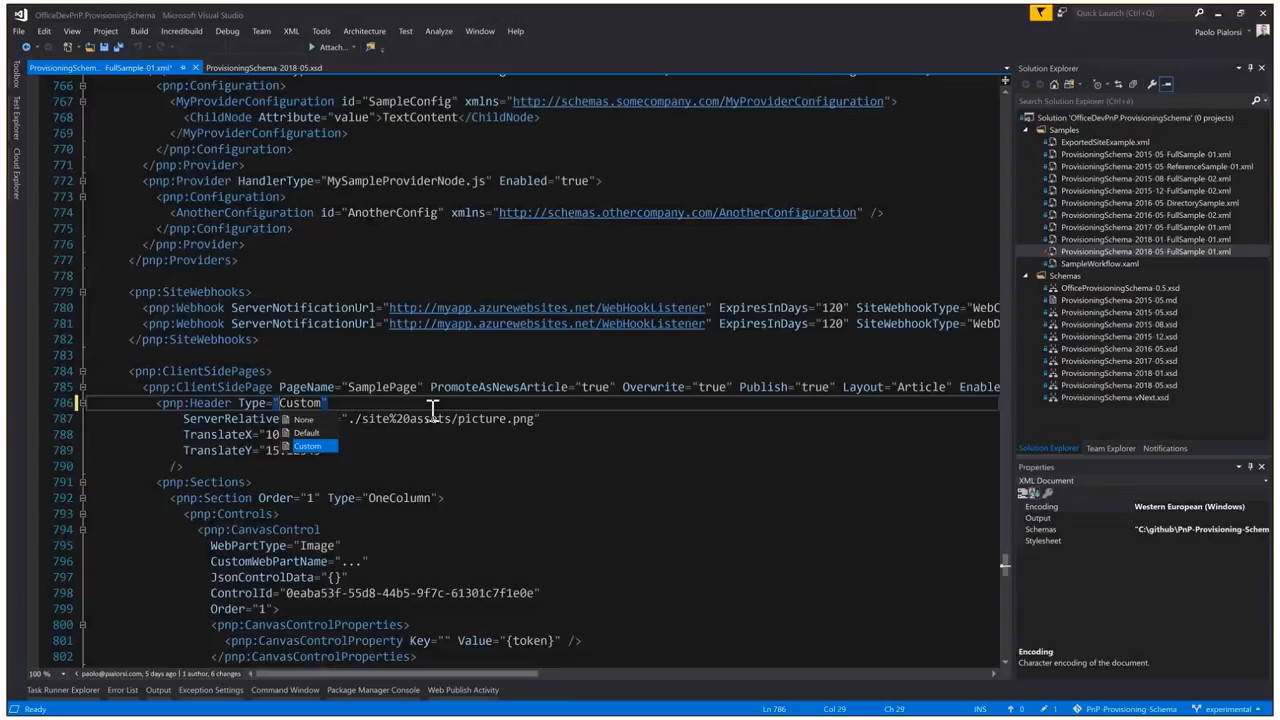 OfficeDevPnP.ProvisioningSchema - Microsoft Visual Studio
Quick Launch (Ctrl+Q)
File Edit View Project Build Incredibuild Debug Team XML Tools Architecture Test Analyze Window Help
Paolo Pialorsi
Attach...
ProvisioningSchem... FullSample-01.xml*
ProvisioningSchema-2018-05.xsd
Toolbox
Test Explorer
Cloud Explorer
766 <pnp:Configuration>
767 <MyProviderConfiguration id="SampleConfig" xmlns="http://schemas.somecompany.com/MyProviderConfiguration">
768 <ChildNode Attribute="value">TextContent</ChildNode>
769 </MyProviderConfiguration>
770 </pnp:Configuration>
771 </pnp:Provider>
772 <pnp:Provider HandlerType="MySampleProviderNode.js" Enabled="true">
773 <pnp:Configuration>
774 <AnotherConfiguration id="AnotherConfig" xmlns="http://schemas.othercompany.com/AnotherConfiguration" />
775 </pnp:Configuration>
776 </pnp:Provider>
777 </pnp:Providers>
778
779 <pnp:SiteWebhooks>
780 <pnp:Webhook ServerNotificationUrl="http://myapp.azurewebsites.net/WebHookListener" ExpiresInDays="120" SiteWebhookType="WebC
781 <pnp:Webhook ServerNotificationUrl="http://myapp.azurewebsites.net/WebHookListener" ExpiresInDays="120" SiteWebhookType="WebD
782 </pnp:SiteWebhooks>
783
784 <pnp:ClientSidePages>
785 <pnp:ClientSidePage PageName="SamplePage" PromoteAsNewsArticle="true" Overwrite="true" Publish="true" Layout="Article" Enable
786 <pnp:Header Type="Custom"
787 ServerRelative "./site%20assets/picture.png"
None
Default
Custom
788 TranslateX="10
789 TranslateY="15.
790 />
791 <pnp:Sections>
792 <pnp:Section Order="1" Type="OneColumn">
793 <pnp:Controls>
794 <pnp:CanvasControl
795 WebPartType="Image"
796 CustomWebPartName="..."
797 JsonControlData="{}"
798 ControlId="0eaba53f-55d8-44b5-9f7c-61301c7f1e0e"
799 Order="1">
800 <pnp:CanvasControlProperties>
801 <pnp:CanvasControlProperty Key="" Value="{token}" />
802 </pnp:CanvasControlProperties>
100 %
paolo@pialorsi.com, 5 days ago | 1 author, 6 changes
Task Runner Explorer Error List Output Exception Settings Command Window Package Manager Console Web Publish Activity
Ln 786 Col 29 Ch 29 INS 0 1 PnP-Provisioning-Schema experimental
Solution Explorer
Search Solution Explorer (Ctrl+è)
Solution 'OfficeDevPnP.ProvisioningSchema' (0 projects)
Samples
ExportedSiteExample.xml
ProvisioningSchema-2015-05-FullSample-01.xml
ProvisioningSchema-2015-05-ReferenceSample-01.xml
ProvisioningSchema-2015-08-FullSample-02.xml
ProvisioningSchema-2015-12-FullSample-02.xml
ProvisioningSchema-2016-05-DirectorySample.xml
ProvisioningSchema-2016-05-FullSample-02.xml
ProvisioningSchema-2017-05-FullSample-01.xml
ProvisioningSchema-2018-01-FullSample-01.xml
ProvisioningSchema-2018-05-FullSample-01.xml
SampleWorkflow.xaml
Schemas
OfficeProvisioningSchema-0.5.xsd
ProvisioningSchema-2015-05.md
ProvisioningSchema-2015-05.xsd
ProvisioningSchema-2015-08.xsd
ProvisioningSchema-2015-12.xsd
ProvisioningSchema-2016-05.xsd
ProvisioningSchema-2017-05.xsd
ProvisioningSchema-2018-01.xsd
ProvisioningSchema-2018-05.xsd
ProvisioningSchema-vNext.xsd
Solution Explorer Team Explorer Notifications
Properties
XML Document
Encoding Western European (Windows)
Output
Schemas "C:\github\PnP-Provisioning-Schem
Stylesheet
Encoding
Character encoding of the document.